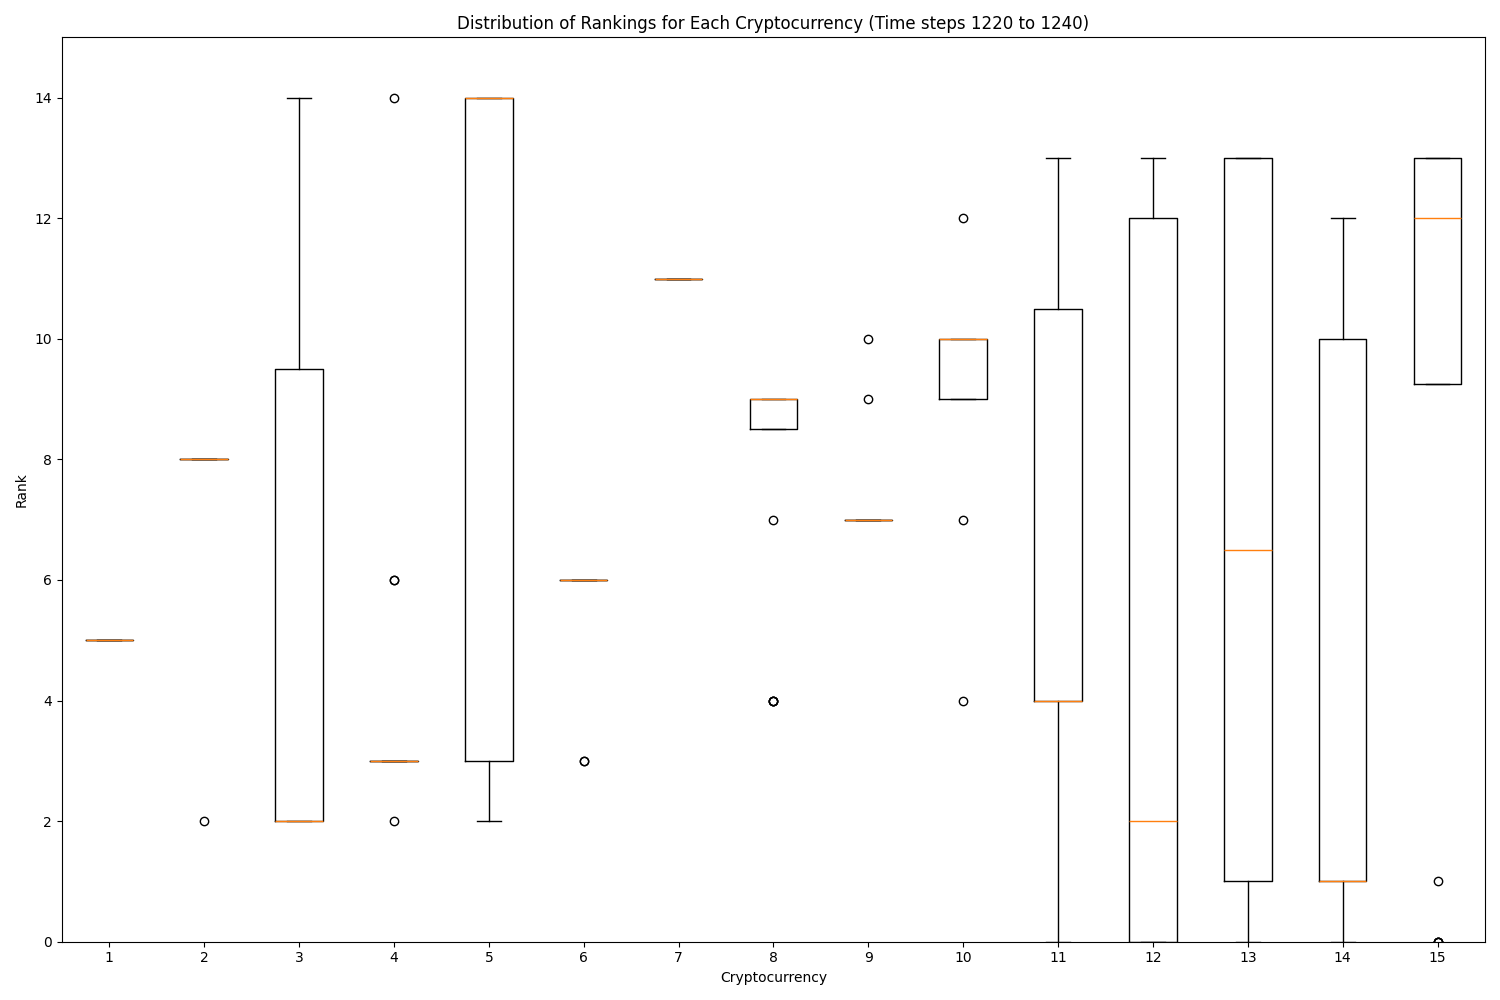 Distribution of Rankings for Each Cryptocurrency (Time steps 1220 to 1240)
14
12
10
8
6
4
2
0
Rank
1 2 3 4 5 6 7 8 9 10 11 12 13 14 15
Cryptocurrency